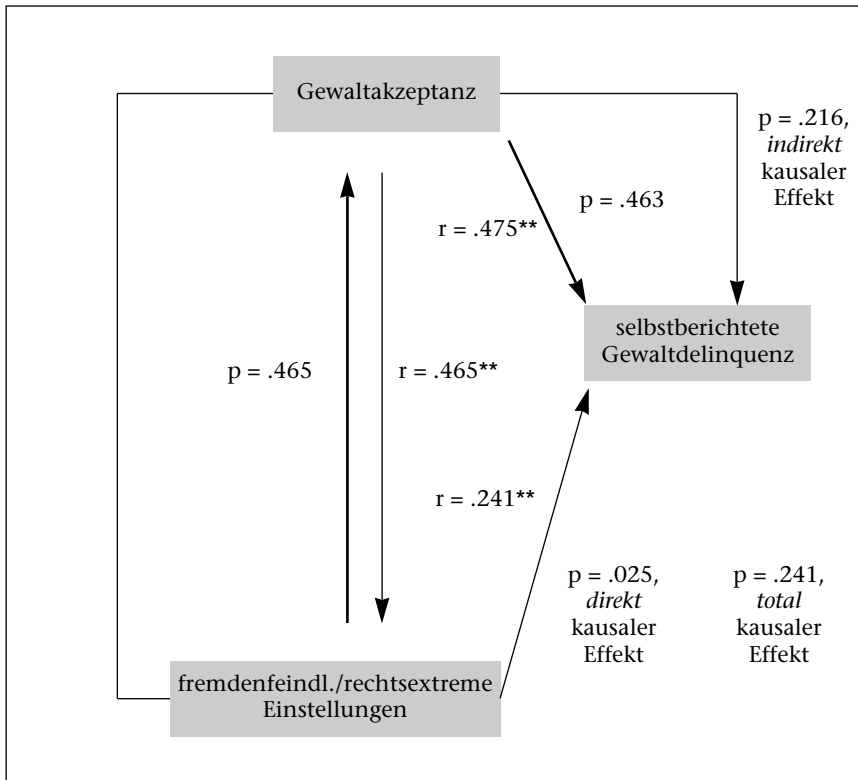 Gewaltakzeptanz
p = .216,
indirekt
kausaler
Effekt
p = .463
r = .475**
selbstberichtete
Gewaltdelinquenz
p = .465
r = .465**
r = .241**
p = .025,
direkt
kausaler
Effekt
p = .241,
total
kausaler
Effekt
fremdenfeindl./rechtsextreme
Einstellungen